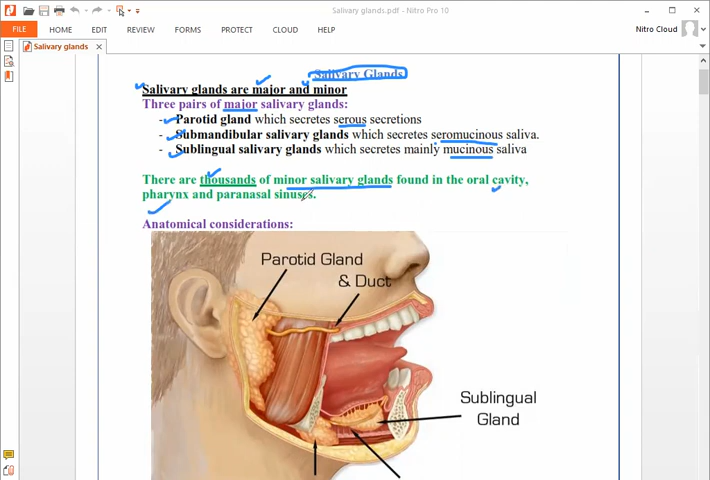 Salivary glands.pdf - Nitro Pro 10
FILE HOME EDIT REVIEW FORMS PROTECT CLOUD HELP Nitro Cloud
Salivary glands
Salivary Glands
Salivary glands are major and minor
Three pairs of major salivary glands:
- Parotid gland which secretes serous secretions
- Submandibular salivary glands which secretes seromucinous saliva.
- Sublingual salivary glands which secretes mainly mucinous saliva
There are thousands of minor salivary glands found in the oral cavity,
pharynx and paranasal sinuses.
Anatomical considerations:
Parotid Gland
& Duct
Sublingual
Gland